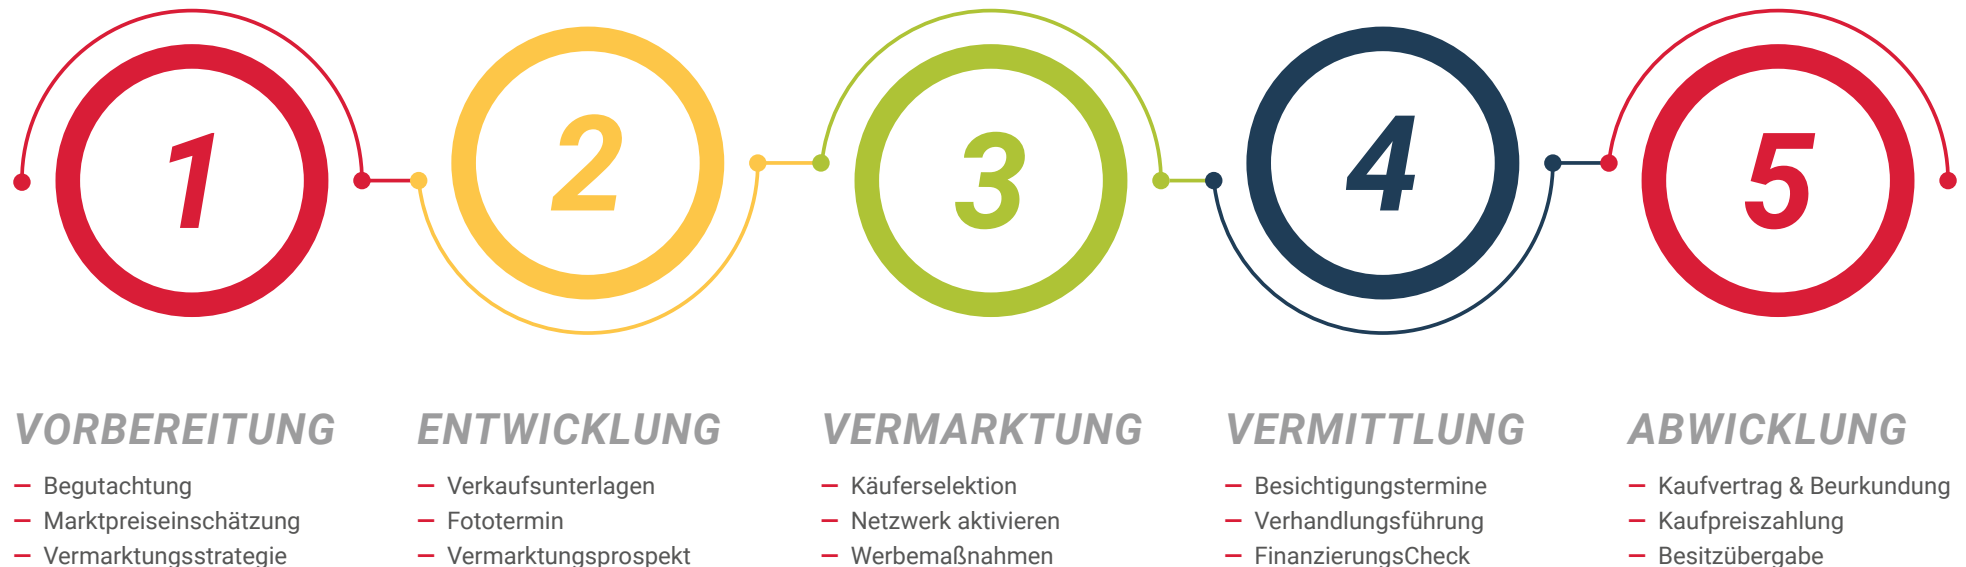 1
2
3
4
5
VORBEREITUNG
– Begutachtung
– Marktpreiseinschätzung
– Vermarktungsstrategie
ENTWICKLUNG
– Verkaufsunterlagen
– Fototermin
– Vermarktungsprospekt
VERMARKTUNG
– Käuferselektion
– Netzwerk aktivieren
– Werbemaßnahmen
VERMITTLUNG
– Besichtigungstermine
– Verhandlungsführung
– FinanzierungsCheck
ABWICKLUNG
– Kaufvertrag & Beurkundung
– Kaufpreiszahlung
– Besitzübergabe